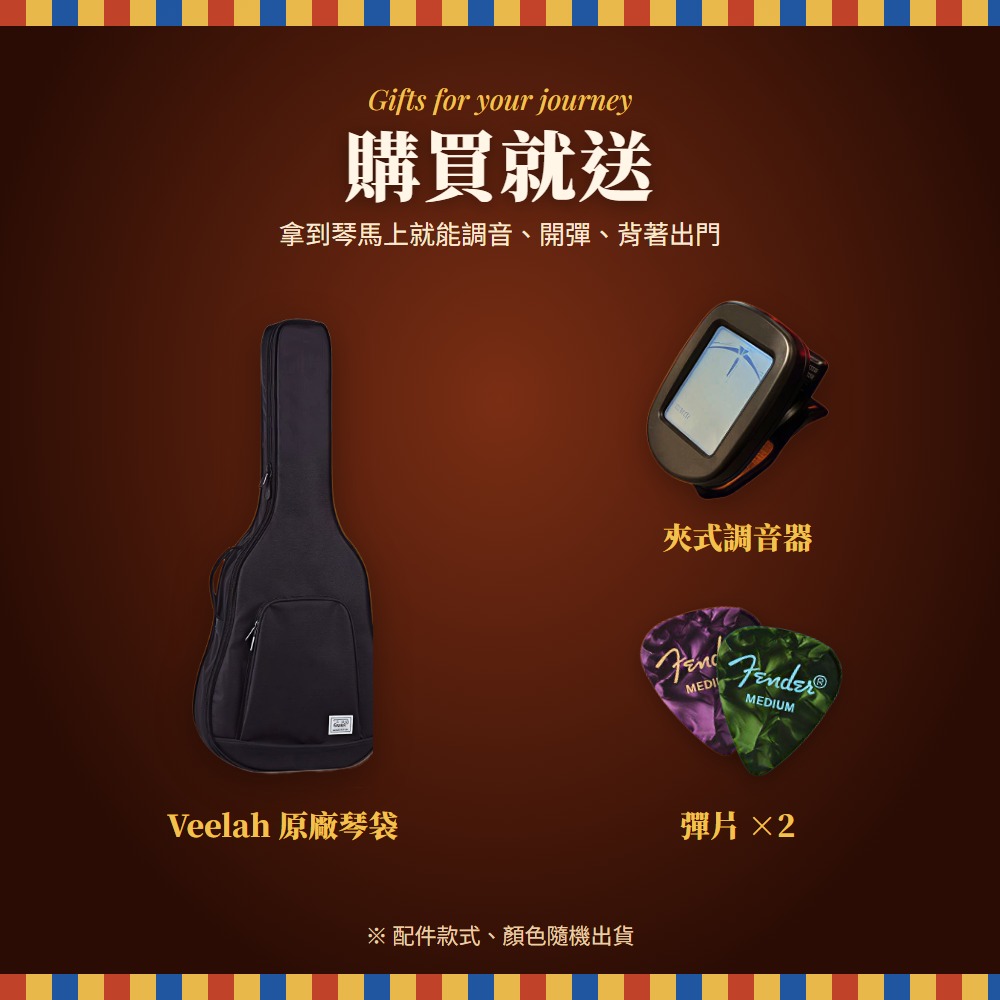 Gifts for your journey
購買就送
拿到琴馬上就能調音、開彈、背著出門
夾式調音器
Fend
MEDI
Fender®
MEDIUM
Veelah 原廠琴袋
彈片 ×2
※ 配件款式、顏色隨機出貨